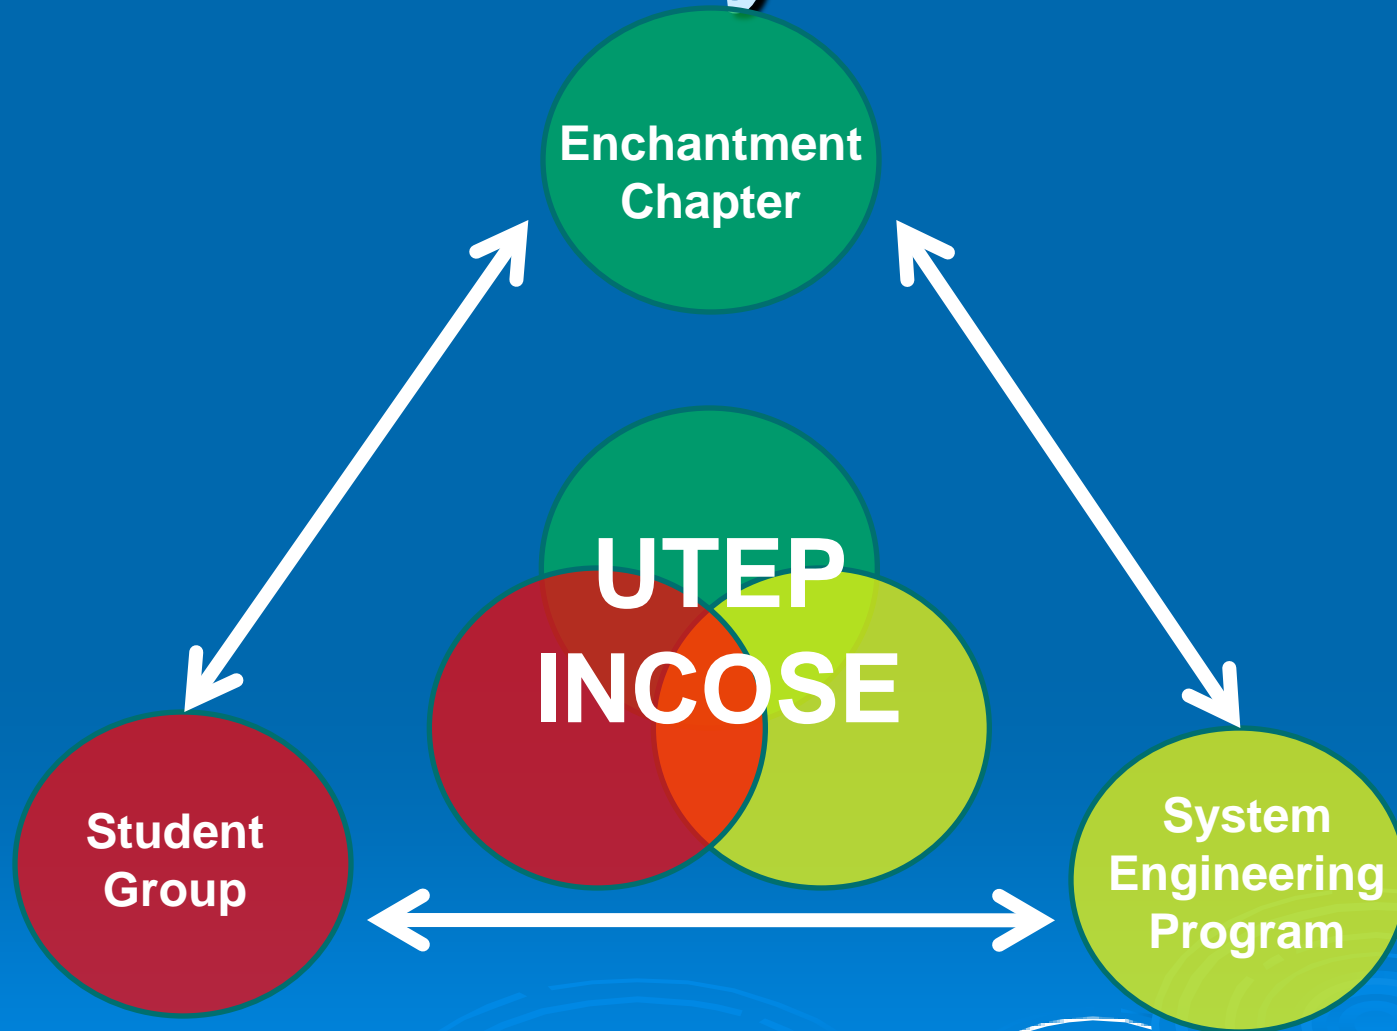 Enchantment
Chapter
UTEP
INCOSE
Student
Group
System
Engineering
Program